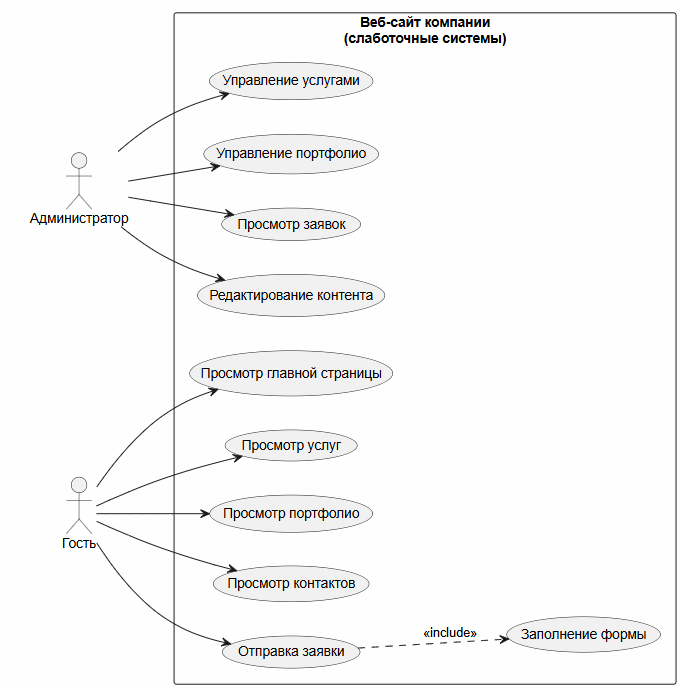 Веб-сайт компании
(слаботочные системы)
Управление услугами
Управление портфолио
Администратор
Просмотр заявок
Редактирование контента
Просмотр главной страницы
Просмотр услуг
Просмотр портфолио
Гость
Просмотр контактов
Отправка заявки
«include»
Заполнение формы